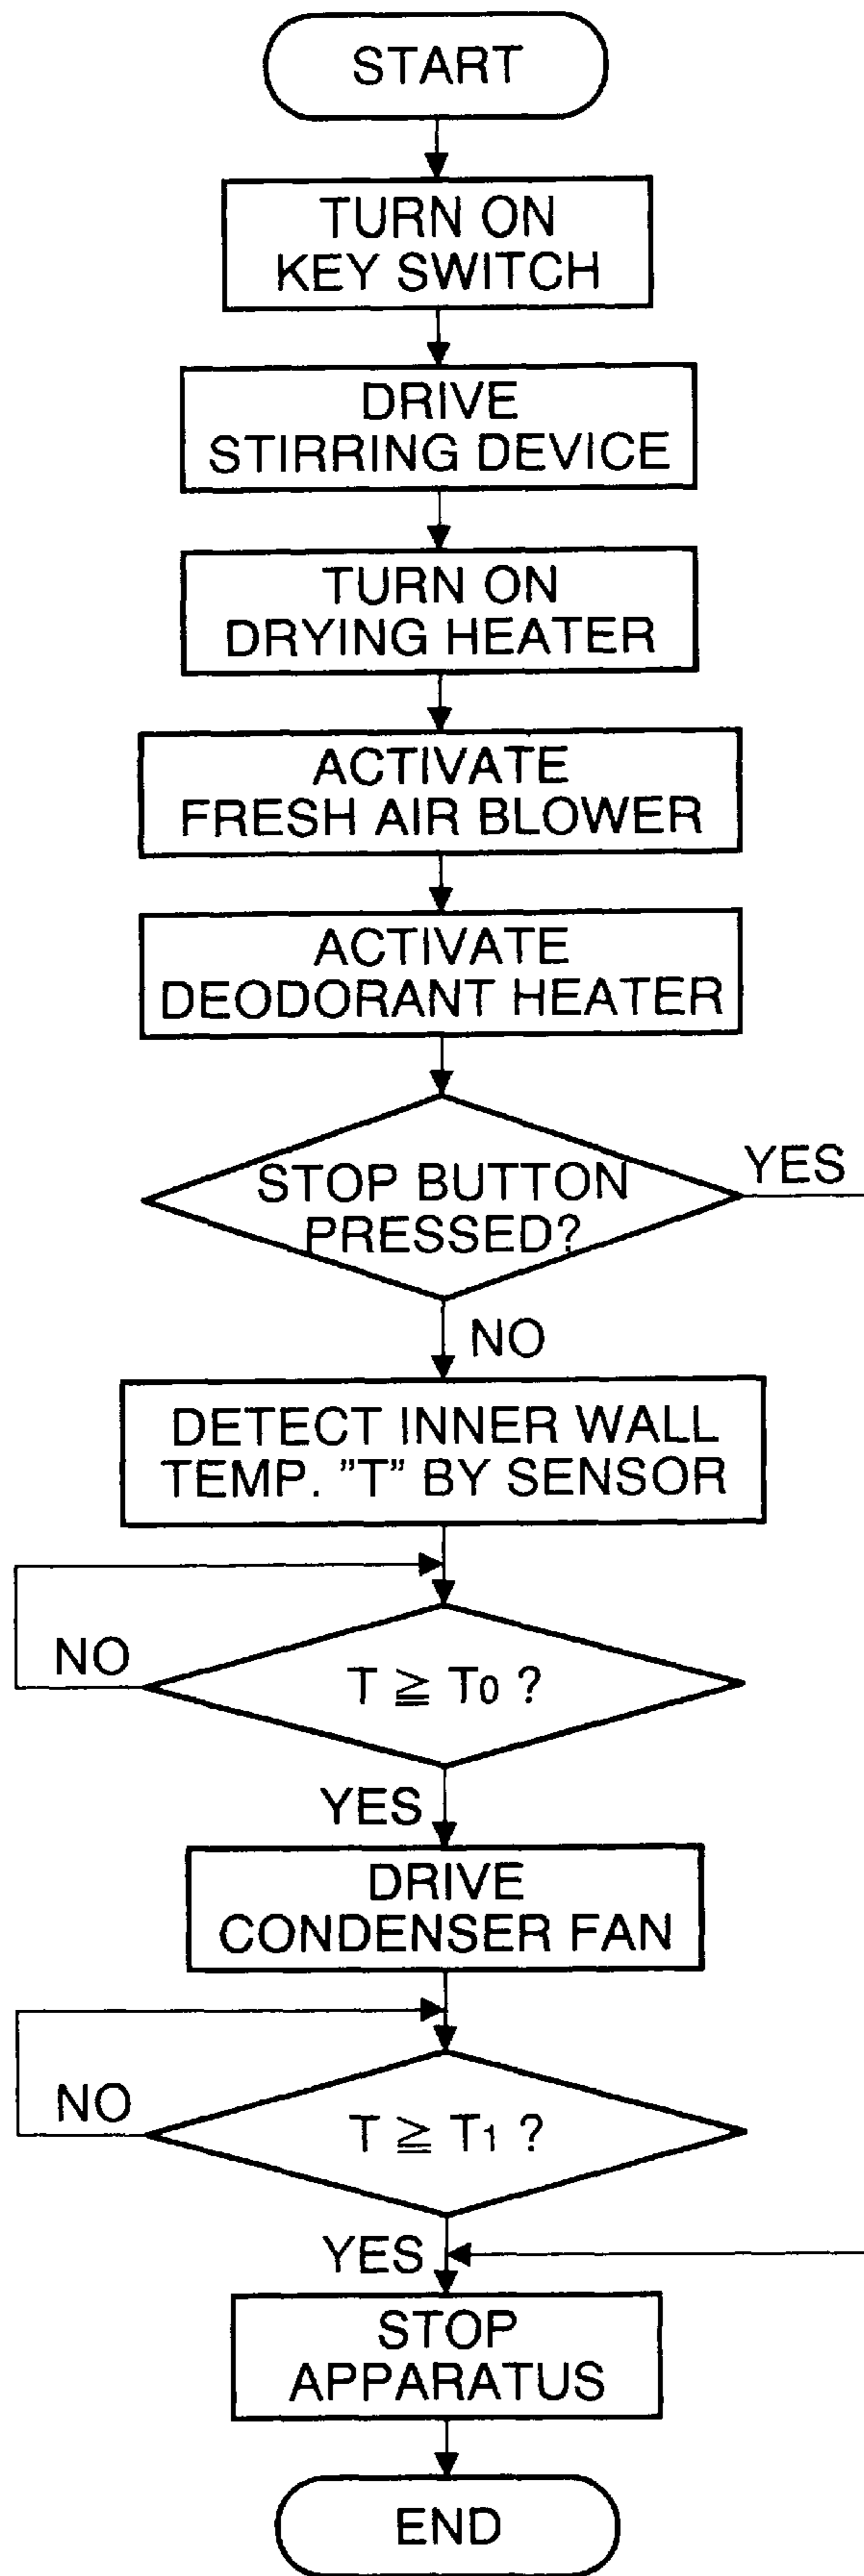 START
TURN ON
KEY SWITCH
DRIVE
STIRRING DEVICE
TURN ON
DRYING HEATER
ACTIVATE
FRESH AIR BLOWER
ACTIVATE
DEODORANT HEATER
STOP BUTTON
PRESSED?
YES
NO
DETECT INNER WALL
TEMP. ”T” BY SENSOR
NO
T ≧ T0 ?
YES
DRIVE
CONDENSER FAN
NO
T ≧ T1 ?
YES
STOP
APPARATUS
END